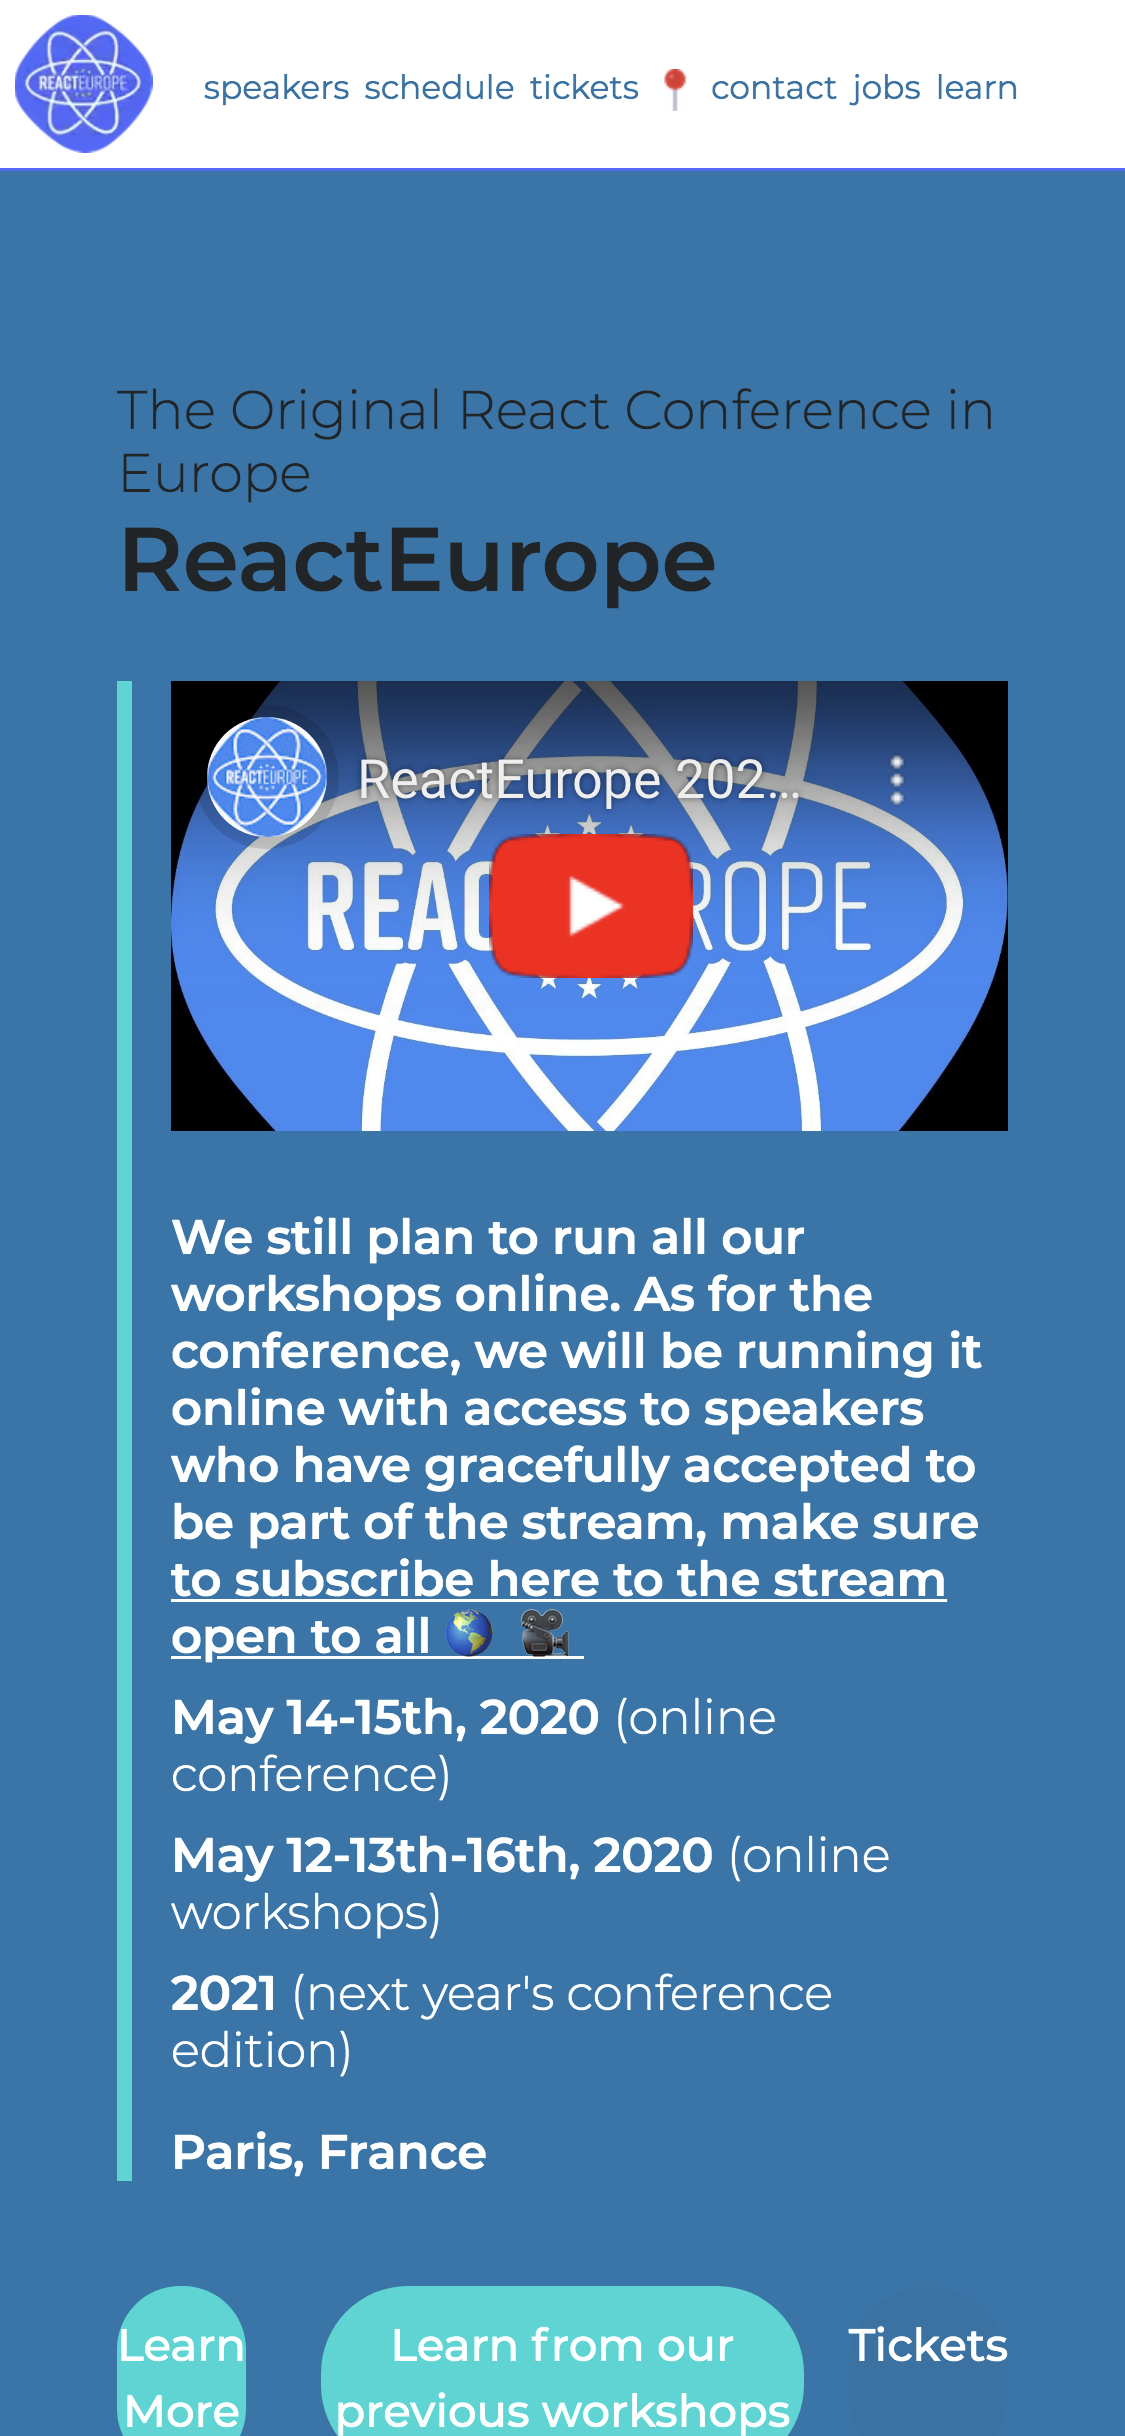 REACTEUROPE
speakers schedule tickets 📍 contact jobs learn
The Original React Conference in
Europe
ReactEurope
REACTEUROPE
ReactEurope 202...
We still plan to run all our
workshops online. As for the
conference, we will be running it
online with access to speakers
who have gracefully accepted to
be part of the stream, make sure
to subscribe here to the stream
open to all 🌎 🎥
May 14-15th, 2020 (online
conference)
May 12-13th-16th, 2020 (online
workshops)
2021 (next year's conference
edition)
Paris, France
Learn
More
Learn from our
previous workshops
Tickets